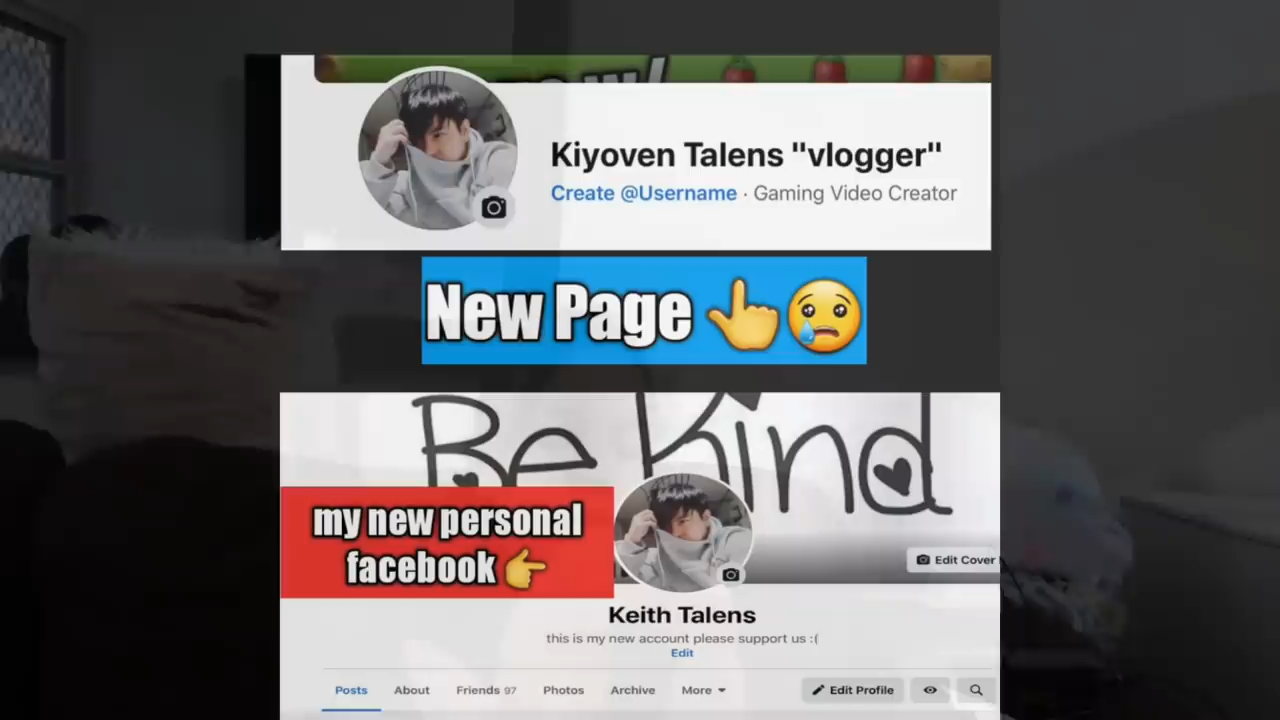 Kiyoven Talens "vlogger"
Create @Username · Gaming Video Creator
New Page 👆😢
Be Kind
my new personal
facebook 👉
Edit Cover
Keith Talens
this is my new account please support us :(
Edit
Posts About Friends 97 Photos Archive More Edit Profile